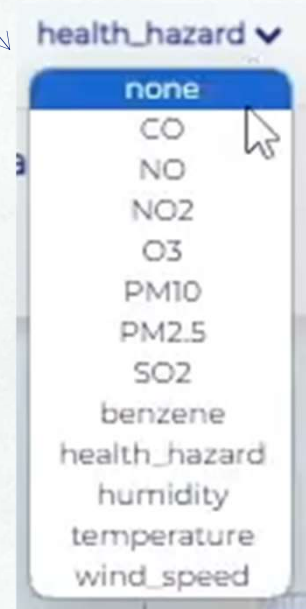 health_hazard
none
CO
NO
NO2
O3
PM10
PM2.5
SO2
benzene
health_hazard
humidity
temperature
wind_speed